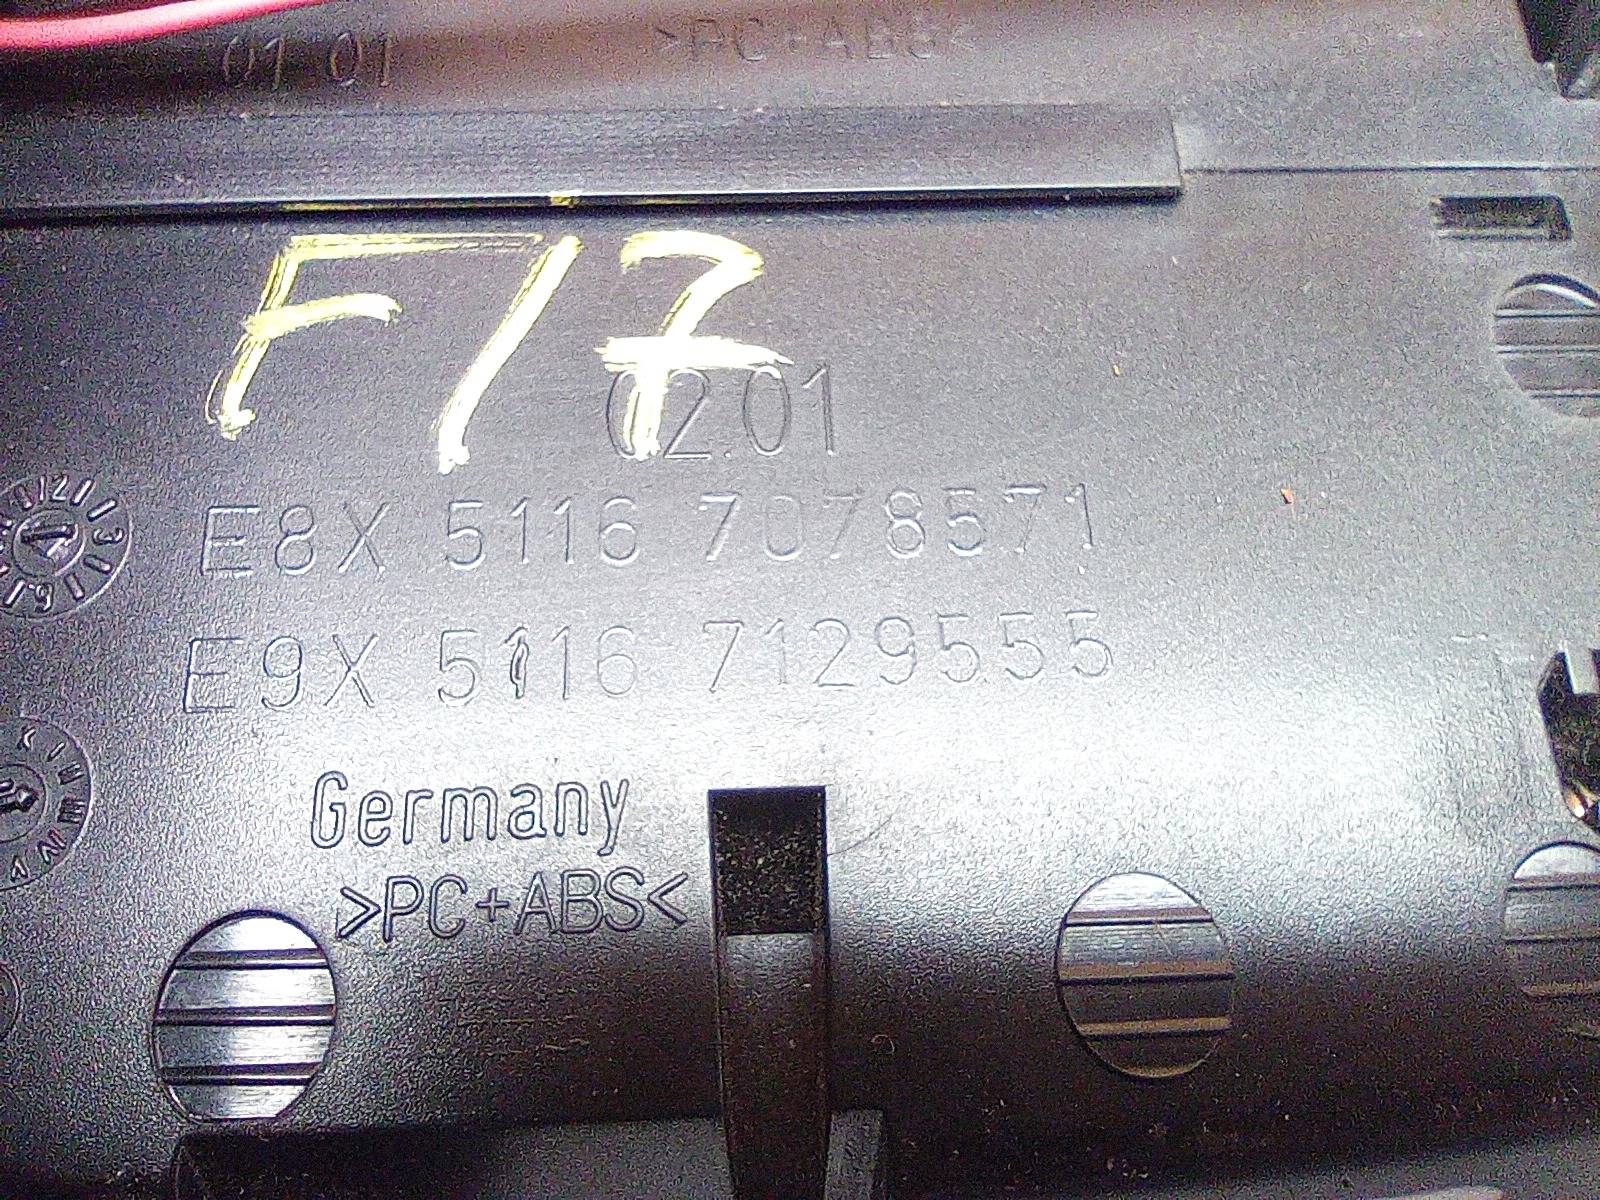 01 01
>PC+ABS<
F17
02.01
E8X 5116 7078571
E9X 5116 7129555
Germany
>PC+ABS<